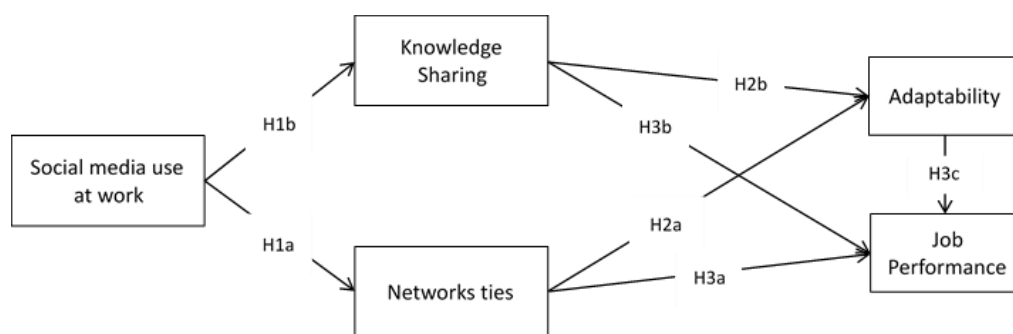 Knowledge
Sharing
H2b
Adaptability
H1b
H3b
Social media use
at work
H3c
H1a
H2a
Job
Performance
Networks ties
H3a